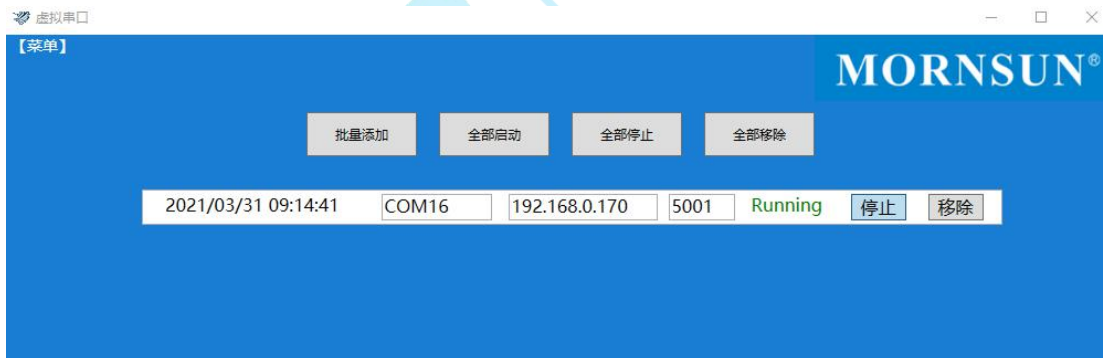 虚拟串口
【菜单】
MORNSUN®
批量添加 全部启动 全部停止 全部移除
2021/03/31 09:14:41 COM16 192.168.0.170 5001 Running 停止 移除